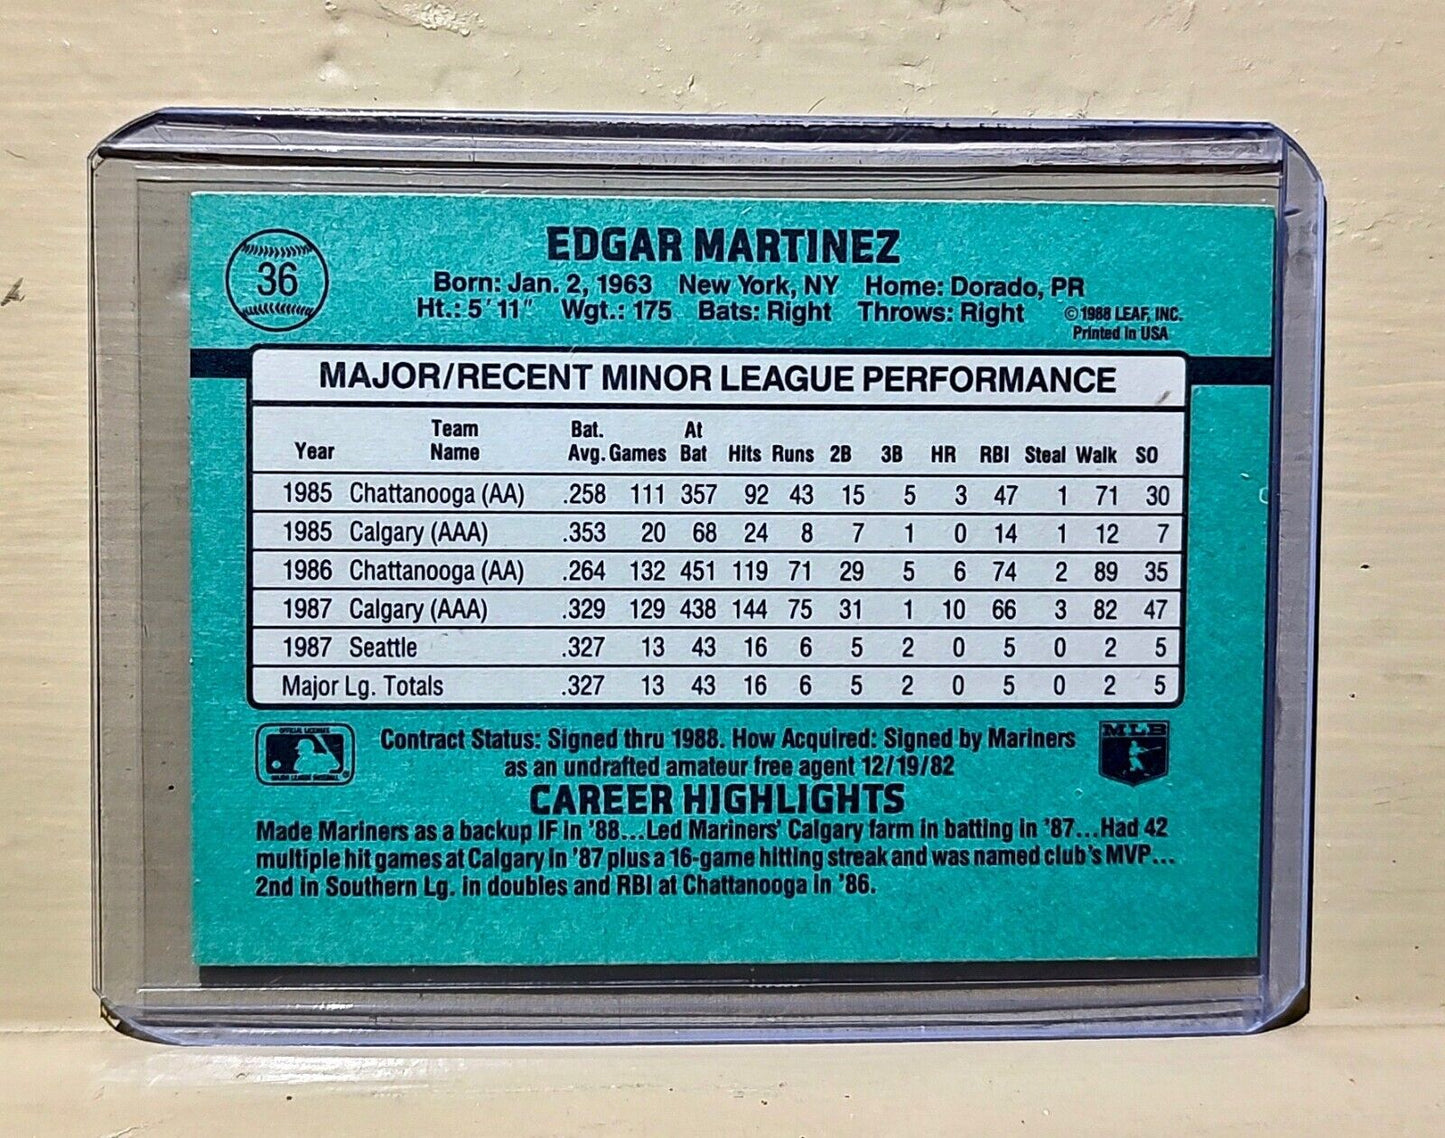 36
EDGAR MARTINEZ
Born: Jan. 2, 1963 New York, NY Home: Dorado, PR
Ht.: 5' 11" Wgt.: 175 Bats: Right Throws: Right
©1988 LEAF, INC.
Printed in USA
MAJOR/RECENT MINOR LEAGUE PERFORMANCE
Year Team Name Bat. Avg. Games At Bat Hits Runs 2B 3B HR RBI Steal Walk SO
1985 Chattanooga (AA) .258 111 357 92 43 15 5 3 47 1 71 30
1985 Calgary (AAA) .353 20 68 24 8 7 1 0 14 1 12 7
1986 Chattanooga (AA) .264 132 451 119 71 29 5 6 74 2 89 35
1987 Calgary (AAA) .329 129 438 144 75 31 1 10 66 3 82 47
1987 Seattle .327 13 43 16 6 5 2 0 5 0 2 5
Major Lg. Totals .327 13 43 16 6 5 2 0 5 0 2 5
Contract Status: Signed thru 1988. How Acquired: Signed by Mariners
as an undrafted amateur free agent 12/19/82
MLB
CAREER HIGHLIGHTS
Made Mariners as a backup IF in '88...Led Mariners' Calgary farm in batting in '87...Had 42
multiple hit games at Calgary in '87 plus a 16-game hitting streak and was named club's MVP...
2nd in Southern Lg. in doubles and RBI at Chattanooga in '86.